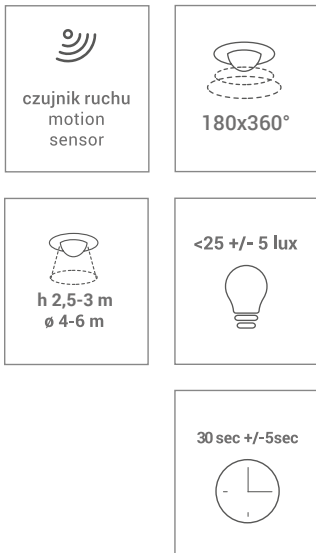 czujnik ruchu
motion
sensor
180x360°
h 2,5-3 m
ø 4-6 m
<25 +/- 5 lux
30 sec +/-5sec